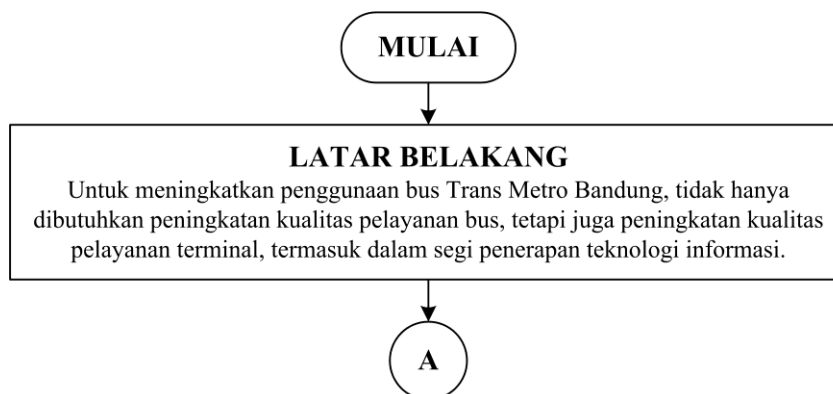 MULAI
LATAR BELAKANG
Untuk meningkatkan penggunaan bus Trans Metro Bandung, tidak hanya
dibutuhkan peningkatan kualitas pelayanan bus, tetapi juga peningkatan kualitas
pelayanan terminal, termasuk dalam segi penerapan teknologi informasi.
A